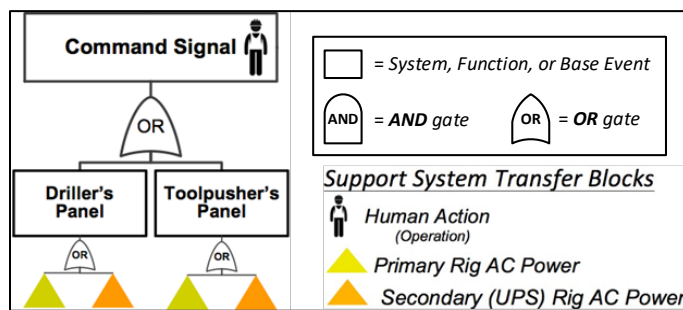 Command Signal
OR
Driller's
Panel
Toolpusher's
Panel
OR
OR
= System, Function, or Base Event
AND
= AND gate
OR
= OR gate
Support System Transfer Blocks
Human Action
(Operation)
Primary Rig AC Power
Secondary (UPS) Rig AC Power